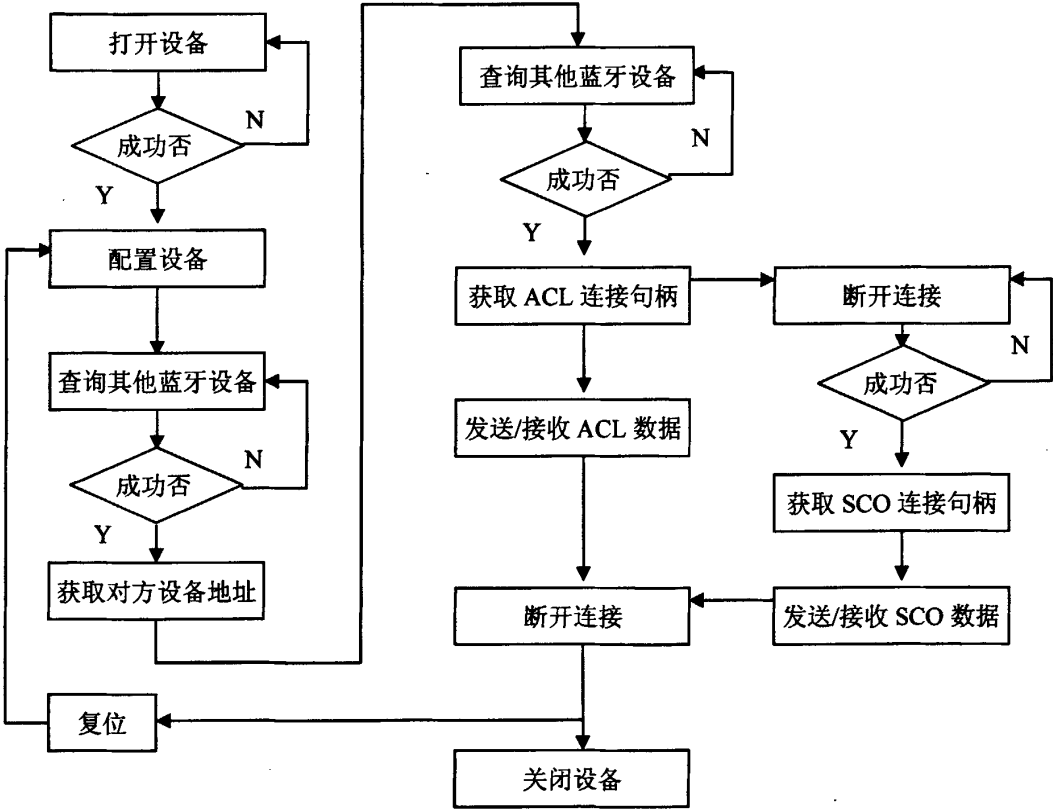 打开设备
成功否
N
Y
配置设备
查询其他蓝牙设备
成功否
N
Y
获取对方设备地址
复位
查询其他蓝牙设备
成功否
N
Y
获取 ACL 连接句柄
发送/接收 ACL 数据
断开连接
关闭设备
断开连接
成功否
N
Y
获取 SCO 连接句柄
发送/接收 SCO 数据